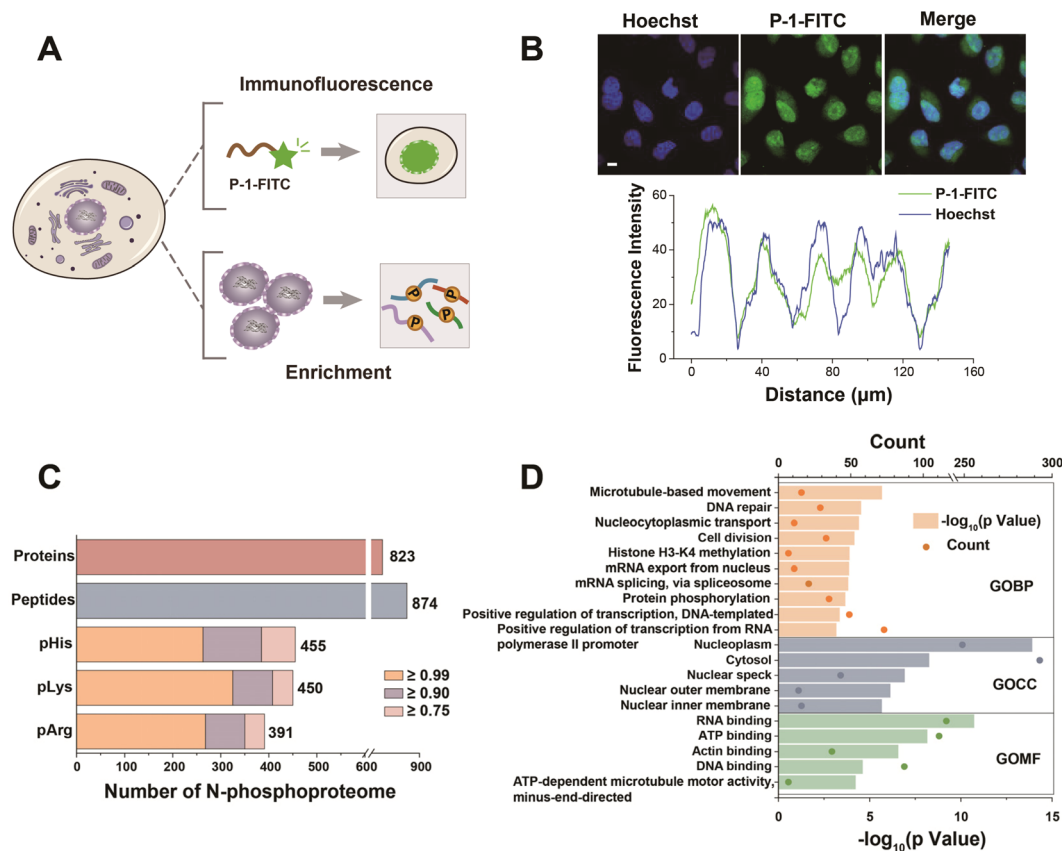 A
Immunofluorescence
P-1-FITC
P
P
P
P
Enrichment
B
Hoechst
P-1-FITC
Merge
P-1-FITC
Hoechst
Fluorescence Intensity
60
40
20
0
0
40
80
120
160
Distance (µm)
C
Proteins
823
Peptides
874
pHis
455
pLys
450
pArg
391
≥ 0.99
≥ 0.90
≥ 0.75
0
100
200
300
400
500
600
900
Number of N-phosphoproteome
D
Count
0
50
100
250
300
Microtubule-based movement
DNA repair
Nucleocytoplasmic transport
Cell division
Histone H3-K4 methylation
mRNA export from nucleus
mRNA splicing, via spliceosome
Protein phosphorylation
Positive regulation of transcription, DNA-templated
Positive regulation of transcription from RNA
polymerase II promoter
-log10(p Value)
Count
GOBP
Nucleoplasm
Cytosol
Nuclear speck
Nuclear outer membrane
Nuclear inner membrane
GOCC
RNA binding
ATP binding
Actin binding
DNA binding
ATP-dependent microtubule motor activity,
minus-end-directed
GOMF
0
5
10
15
-log10(p Value)